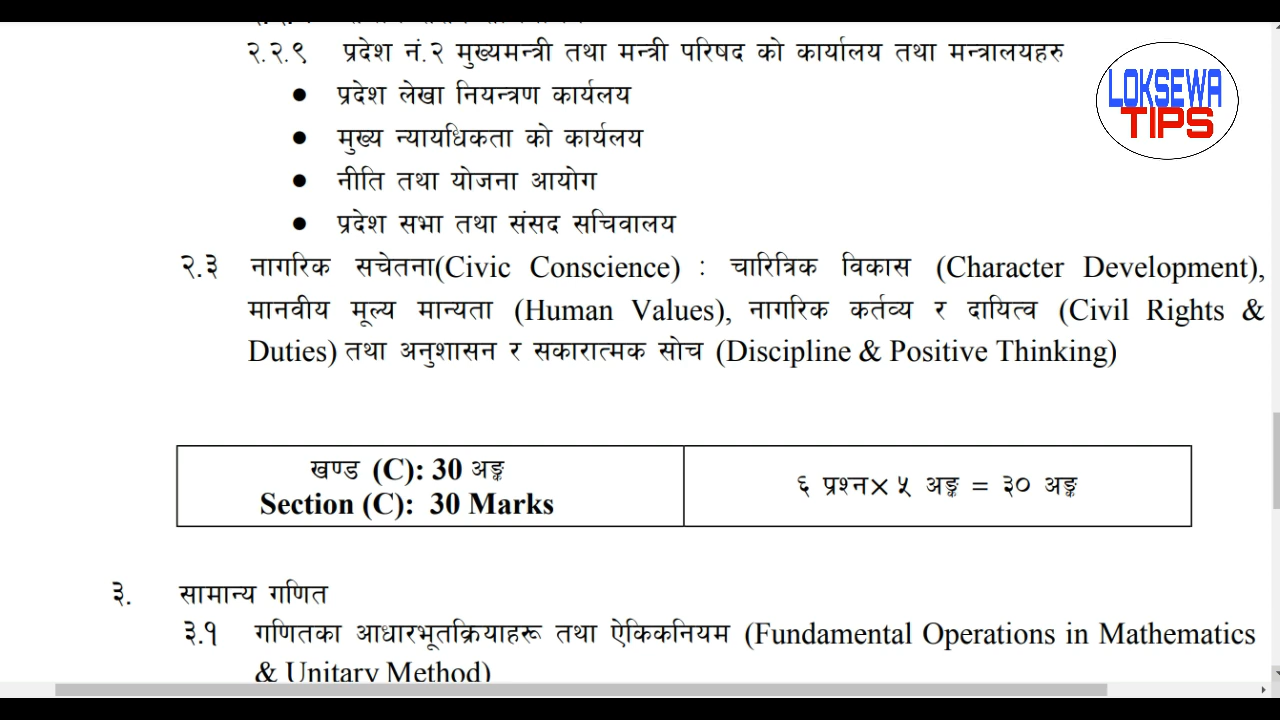 २.२.९ प्रदेश नं.२ मुख्यमन्त्री तथा मन्त्री परिषद को कार्यालय तथा मन्त्रालयहरु
LOKSEWA
TIPS
● प्रदेश लेखा नियन्त्रण कार्यलय
● मुख्य न्यायधिकता को कार्यलय
● नीति तथा योजना आयोग
● प्रदेश सभा तथा संसद सचिवालय
२.३ नागरिक सचेतना(Civic Conscience) : चारित्रिक विकास (Character Development),
मानवीय मूल्य मान्यता (Human Values), नागरिक कर्तव्य र दायित्व (Civil Rights &
Duties) तथा अनुशासन र सकारात्मक सोच (Discipline & Positive Thinking)
खण्ड (C): 30 अङ्क
Section (C): 30 Marks
६ प्रश्न× ५ अङ्क = ३० अङ्क
३. सामान्य गणित
३.१ गणितका आधारभूतक्रियाहरू तथा ऐकिकनियम (Fundamental Operations in Mathematics
& Unitary Method)